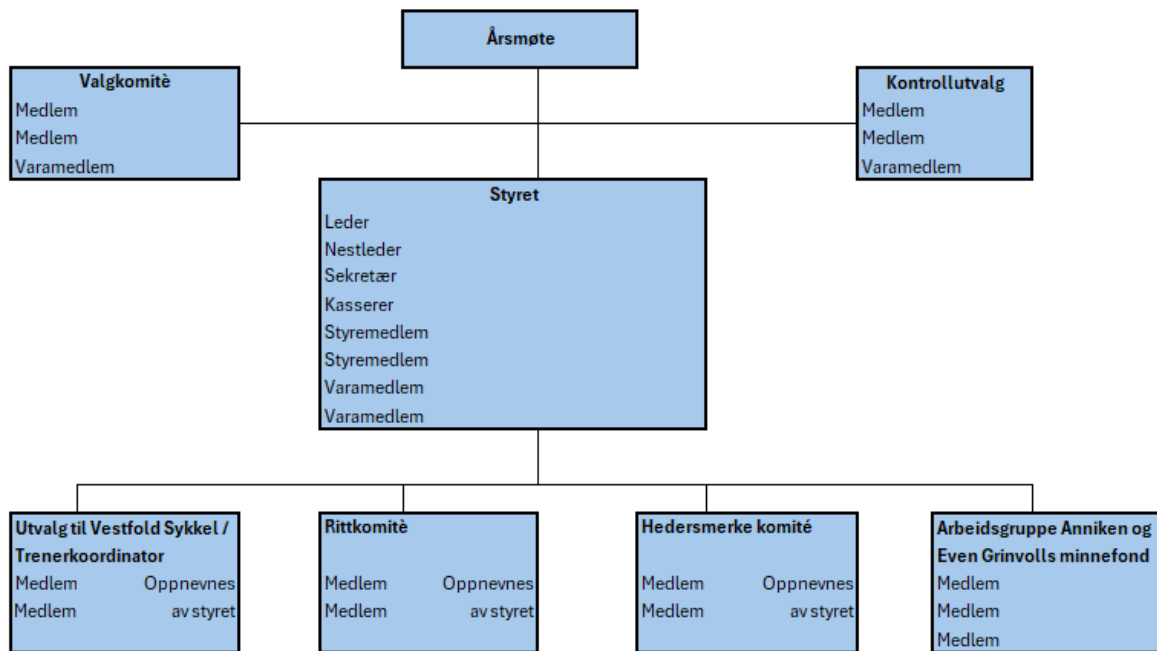 Årsmøte
Valgkomitè
Medlem
Medlem
Varamedlem
Kontrollutvalg
Medlem
Medlem
Varamedlem
Styret
Leder
Nestleder
Sekretær
Kasserer
Styremedlem
Styremedlem
Varamedlem
Varamedlem
Utvalg til Vestfold Sykkel /
Trenerkoordinator
Medlem Oppnevnes
Medlem av styret
Rittkomitè
Medlem Oppnevnes
Medlem av styret
Hedersmerke komité
Medlem Oppnevnes
Medlem av styret
Arbeidsgruppe Anniken og
Even Grinvolls minnefond
Medlem
Medlem
Medlem